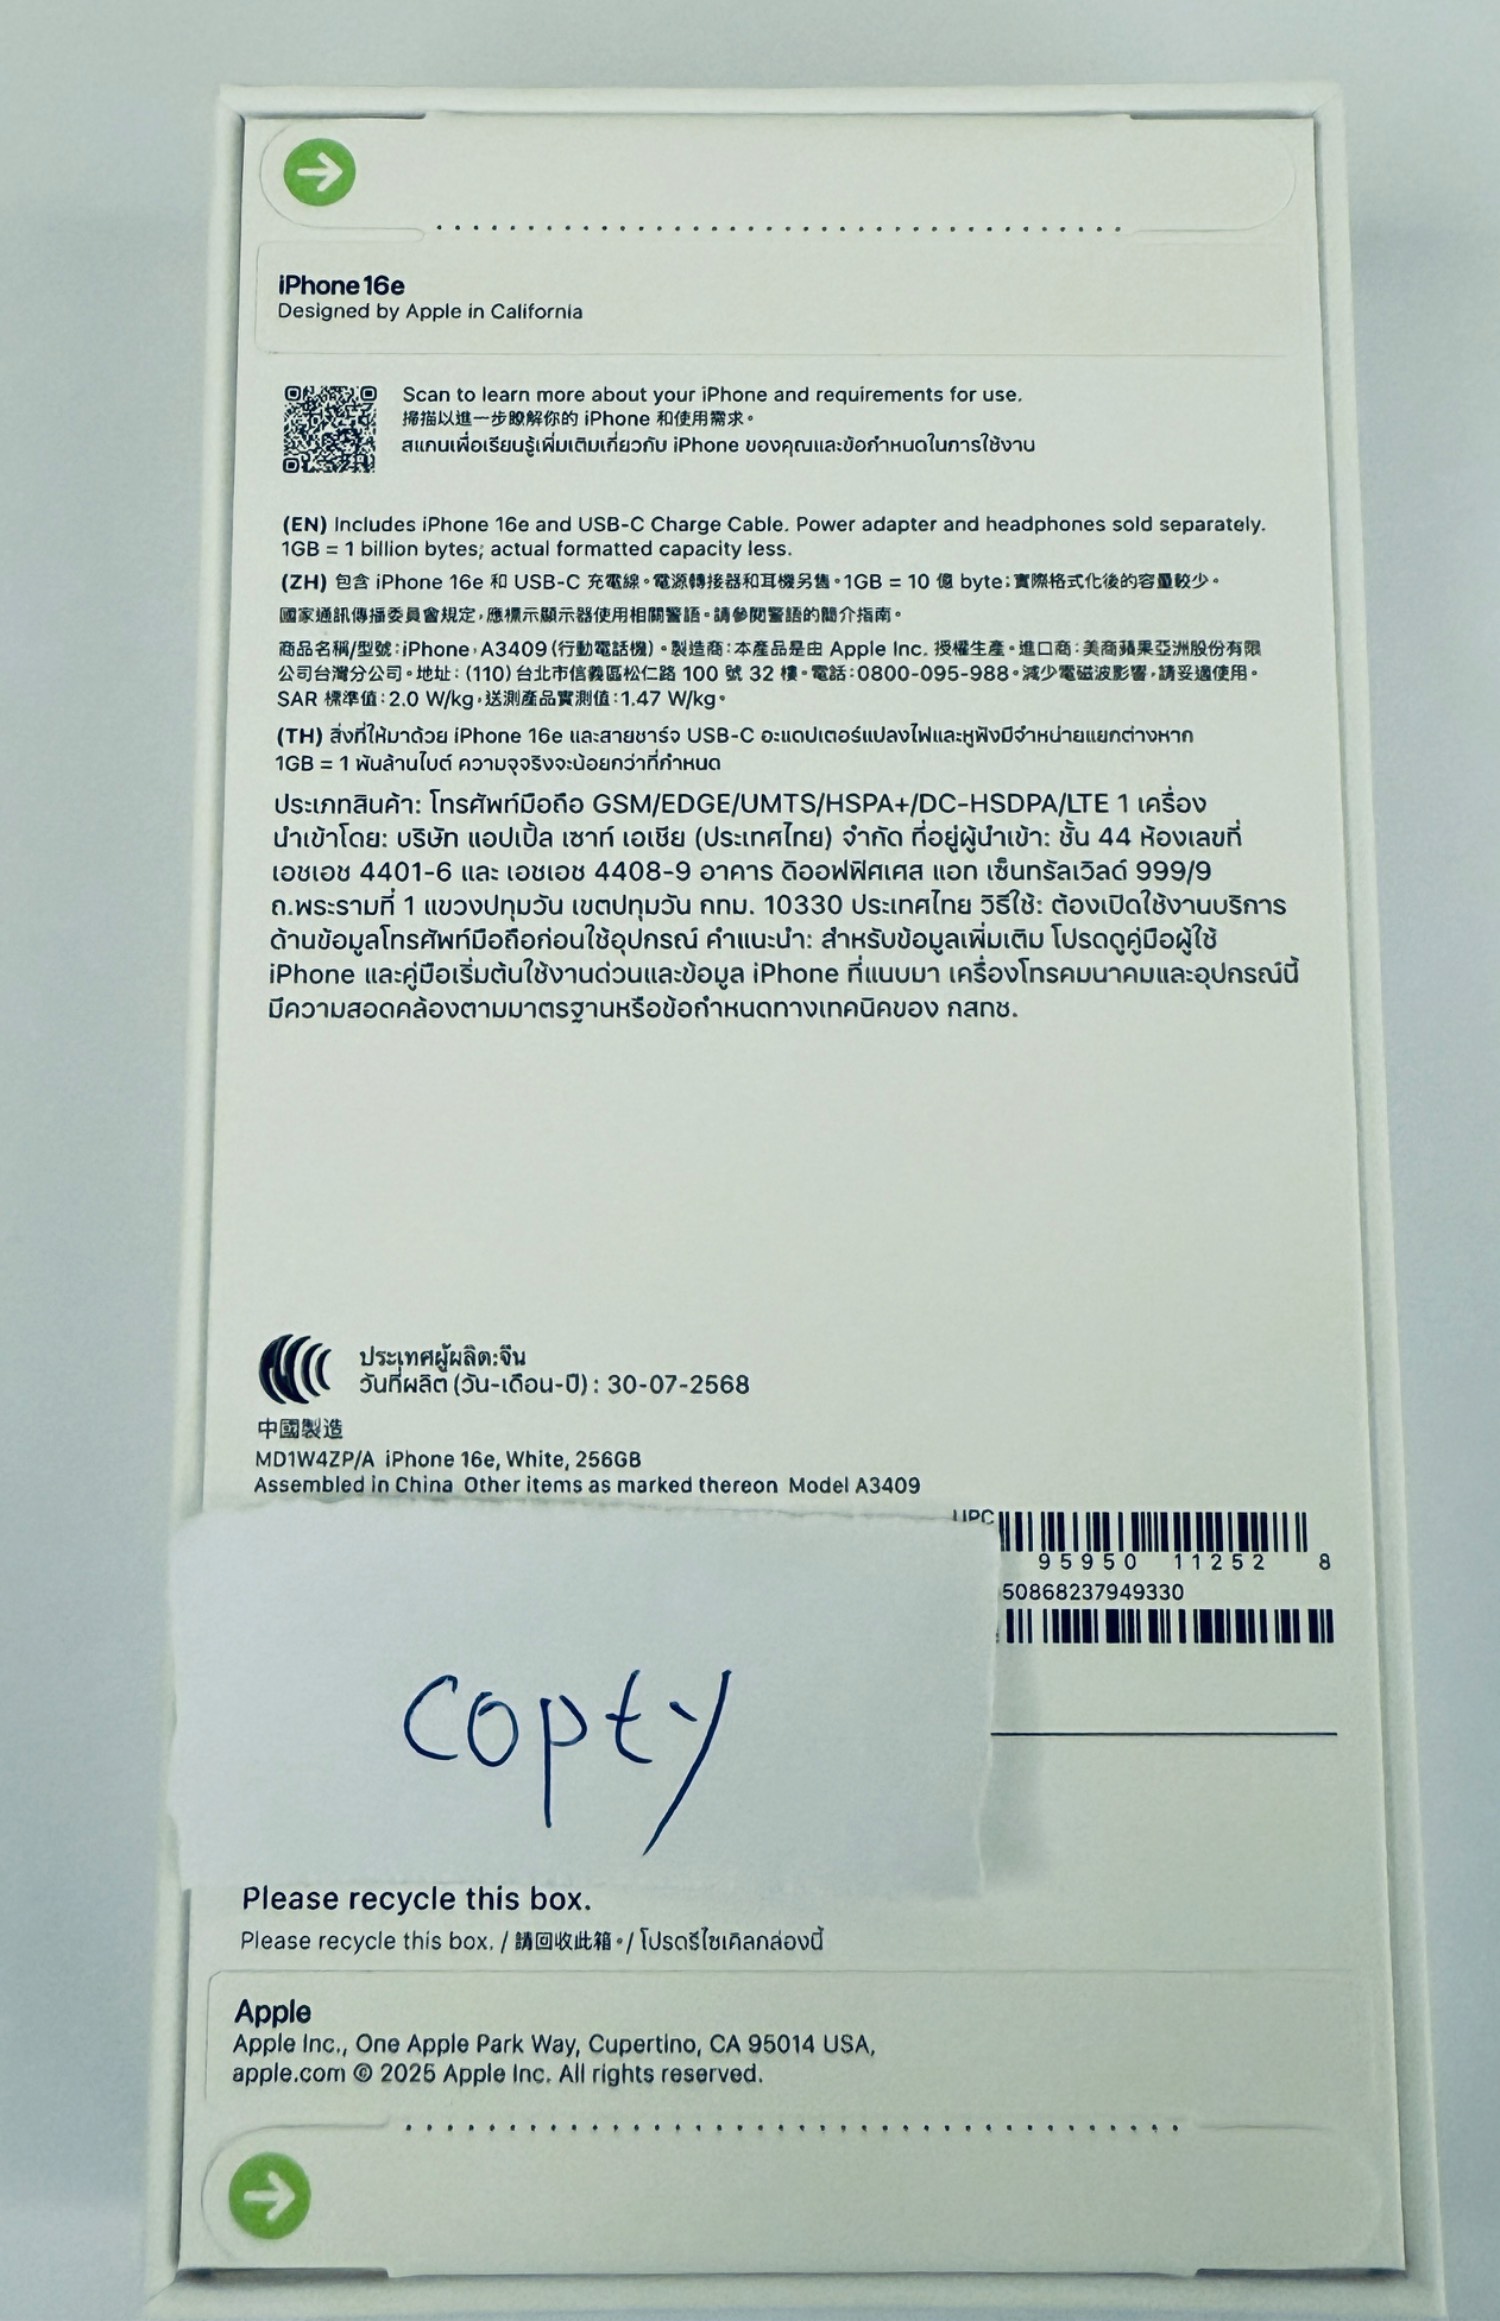 iPhone 16e
Designed by Apple in California
Scan to learn more about your iPhone and requirements for use.
掃描以進一步瞭解你的 iPhone 和使用需求。
สแกนเพื่อเรียนรู้เพิ่มเติมเกี่ยวกับ iPhone ของคุณและข้อกำหนดในการใช้งาน
(EN) Includes iPhone 16e and USB-C Charge Cable. Power adapter and headphones sold separately.
1GB = 1 billion bytes; actual formatted capacity less.
(ZH) 包含 iPhone 16e 和 USB-C 充電線。電源轉接器和耳機另售。1GB = 10 億 byte；實際格式化後的容量較少。
國家通訊傳播委員會規定，應標示顯示器使用相關警語。請參閱警語的簡介指南。
商品名稱/型號：iPhone，A3409（行動電話機）。製造商：本產品是由 Apple Inc. 授權生產。進口商：美商蘋果亞洲股份有限
公司台灣分公司。地址：(110) 台北市信義區松仁路 100 號 32 樓。電話：0800-095-988。減少電磁波影響，請妥適使用。
SAR 標準值：2.0 W/kg，送測產品實測值：1.47 W/kg。
(TH) สิ่งที่ให้มาด้วย iPhone 16e และสายชาร์จ USB-C อะแดปเตอร์แปลงไฟและหูฟังมีจำหน่ายแยกต่างหาก
1GB = 1 พันล้านไบต์ ความจุจริงจะน้อยกว่าที่กำหนด
ประเภทสินค้า: โทรศัพท์มือถือ GSM/EDGE/UMTS/HSPA+/DC-HSDPA/LTE 1 เครื่อง
นำเข้าโดย: บริษัท แอปเปิ้ล เซาท์ เอเชีย (ประเทศไทย) จำกัด ที่อยู่ผู้นำเข้า: ชั้น 44 ห้องเลขที่
เอชเอช 4401-6 และ เอชเอช 4408-9 อาคาร ดิออฟฟิศเศส แอท เซ็นทรัลเวิลด์ 999/9
ถ.พระรามที่ 1 แขวงปทุมวัน เขตปทุมวัน กทม. 10330 ประเทศไทย วิธีใช้: ต้องเปิดใช้งานบริการ
ด้านข้อมูลโทรศัพท์มือถือก่อนใช้อุปกรณ์ คำแนะนำ: สำหรับข้อมูลเพิ่มเติม โปรดดูคู่มือผู้ใช้
iPhone และคู่มือเริ่มต้นใช้งานด่วนและข้อมูล iPhone ที่แนบมา เครื่องโทรคมนาคมและอุปกรณ์นี้
มีความสอดคล้องตามมาตรฐานหรือข้อกำหนดทางเทคนิคของ กสทช.
ประเทศผู้ผลิต:จีน
วันที่ผลิต (วัน-เดือน-ปี) : 30-07-2568
中國製造
MD1W4ZP/A iPhone 16e, White, 256GB
Assembled in China Other items as marked thereon Model A3409
UPC
95950 11252 8
50868237949330
copty
Please recycle this box.
Please recycle this box. / 請回收此箱。/ โปรดรีไซเคิลกล่องนี้
Apple
Apple Inc., One Apple Park Way, Cupertino, CA 95014 USA,
apple.com © 2025 Apple Inc. All rights reserved.